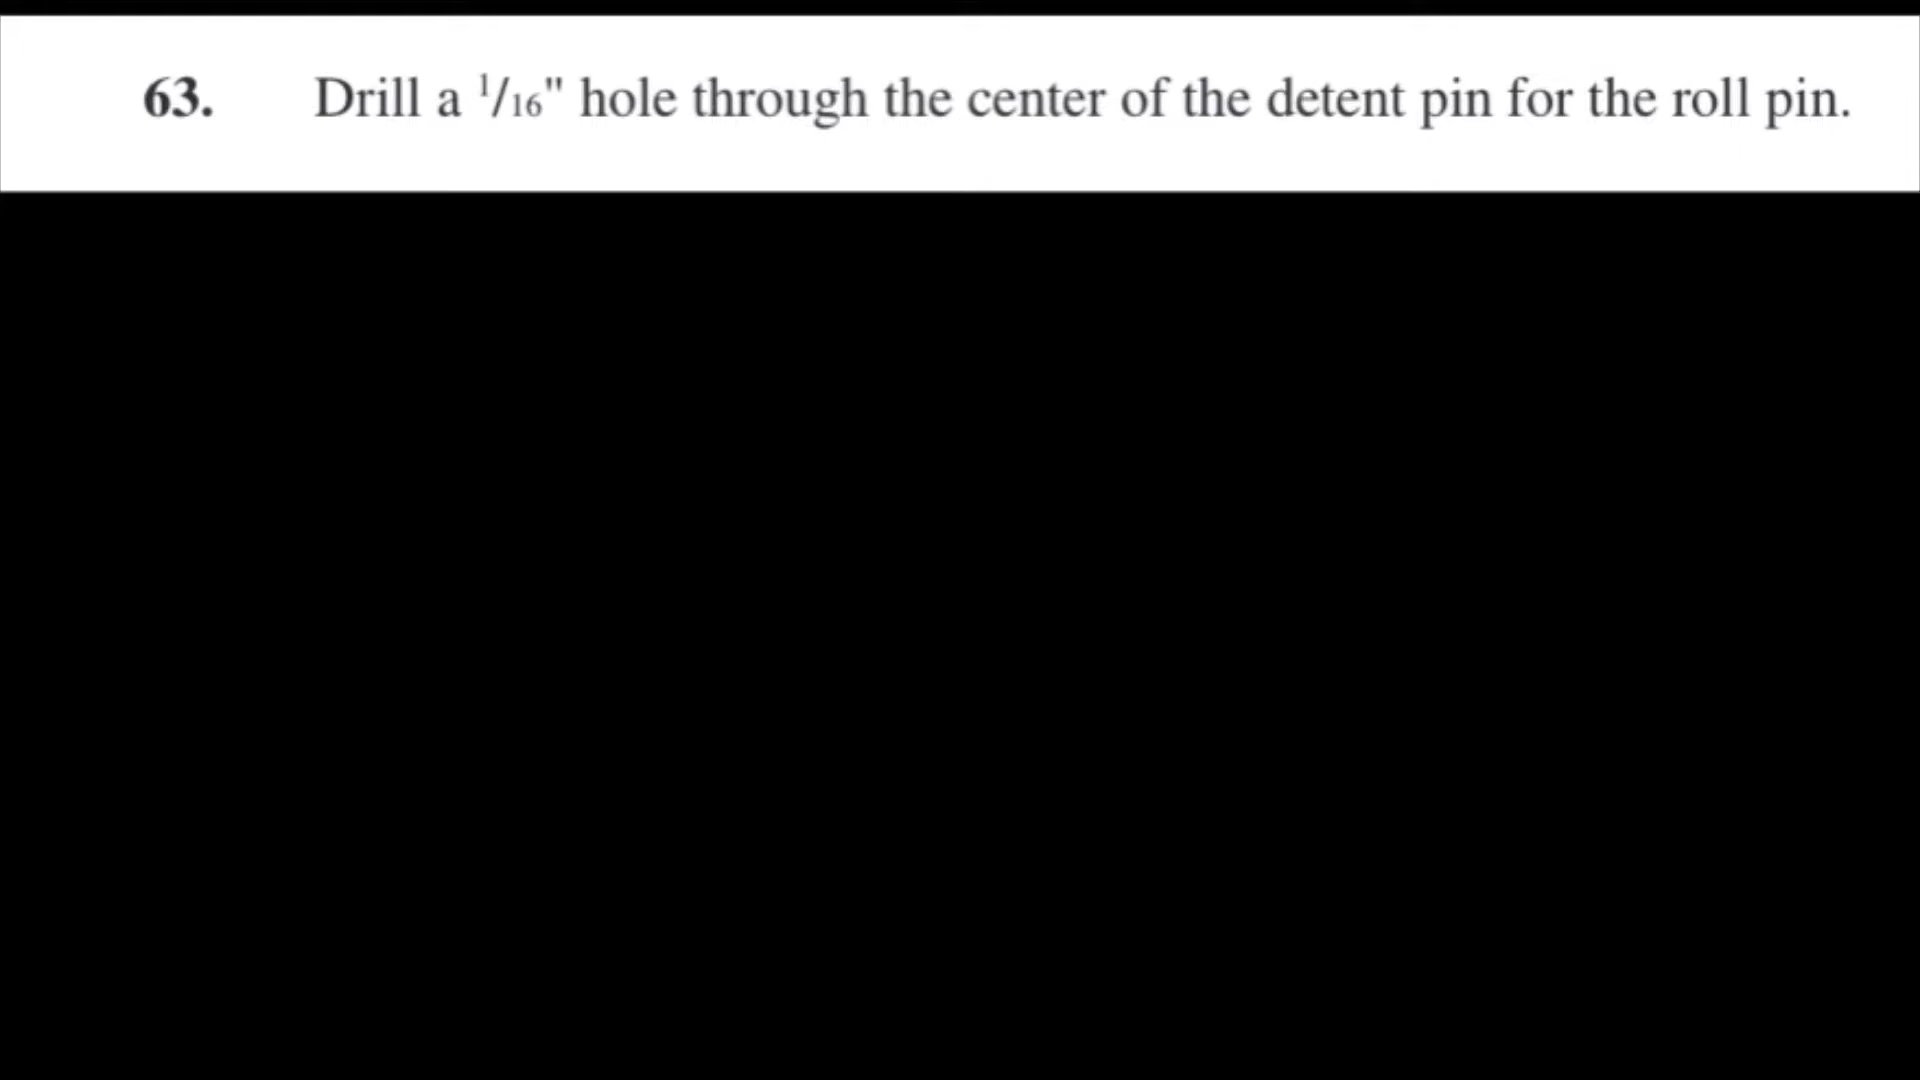 63. Drill a 1/16" hole through the center of the detent pin for the roll pin.